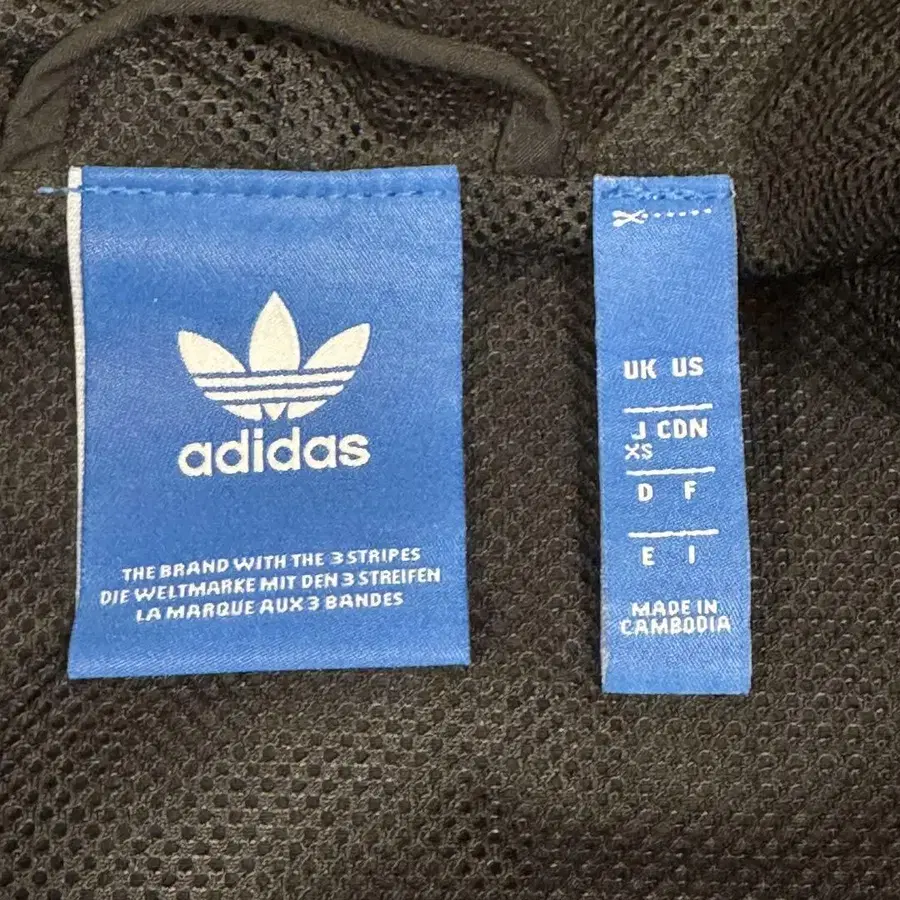 adidas
THE BRAND WITH THE 3 STRIPES
DIE WELTMARKE MIT DEN 3 STREIFEN
LA MARQUE AUX 3 BANDES
UK US
J CDN
XS
D F
E I
MADE IN
CAMBODIA